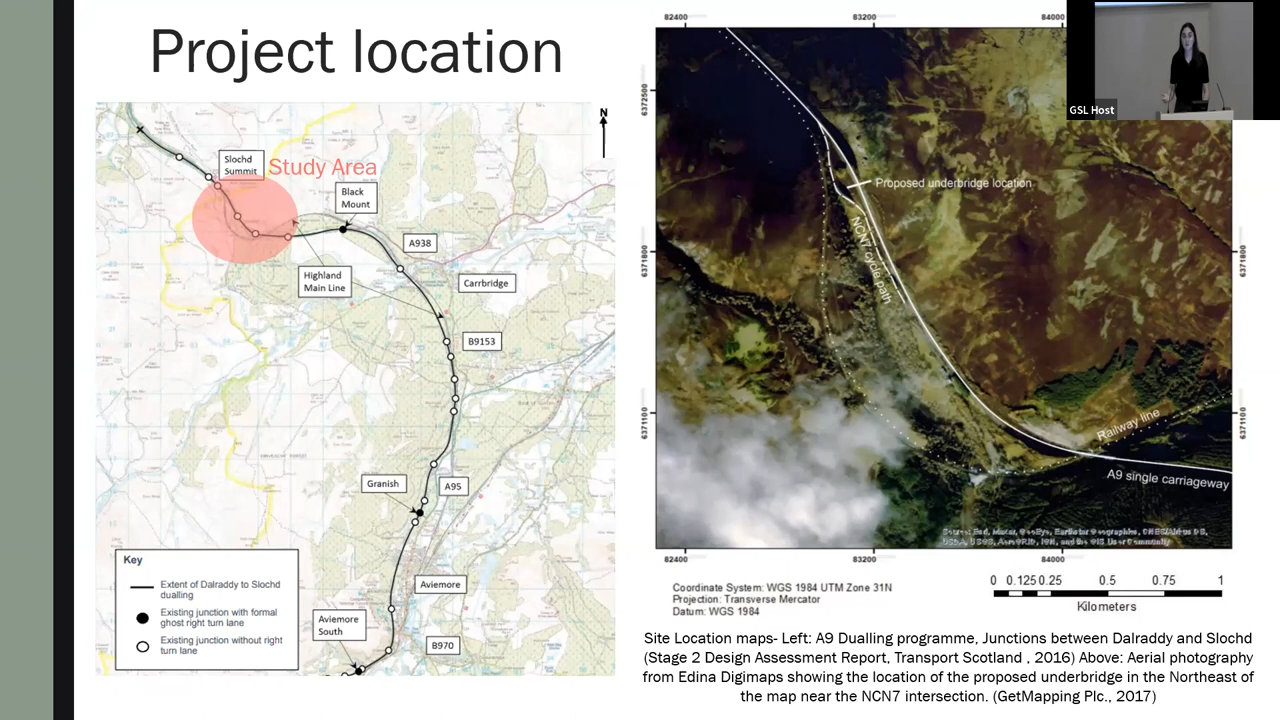 Project location
N
Slochd
Summit
Study Area
Black
Mount
A938
Highland
Main Line
Carrbridge
B9153
Granish
A95
Aviemore
Aviemore
South
B970
Key
Extent of Dalraddy to Slochd
dualling
Existing junction with formal
ghost right turn lane
Existing junction without right
turn lane
82400
83200
84000
6372500
6371800
6371800
6371100
6371100
Proposed underbridge location
NCN7 cycle path
Railway line
A9 single carriageway
82400
83200
84000
GSL Host
Coordinate System: WGS 1984 UTM Zone 31N
Projection: Transverse Mercator
Datum: WGS 1984
0 0.125 0.25 0.5 0.75 1
Kilometers
Site Location maps- Left: A9 Dualling programme, Junctions between Dalraddy and Slochd
(Stage 2 Design Assessment Report, Transport Scotland , 2016) Above: Aerial photography
from Edina Digimaps showing the location of the proposed underbridge in the Northeast of
the map near the NCN7 intersection. (GetMapping Plc., 2017)